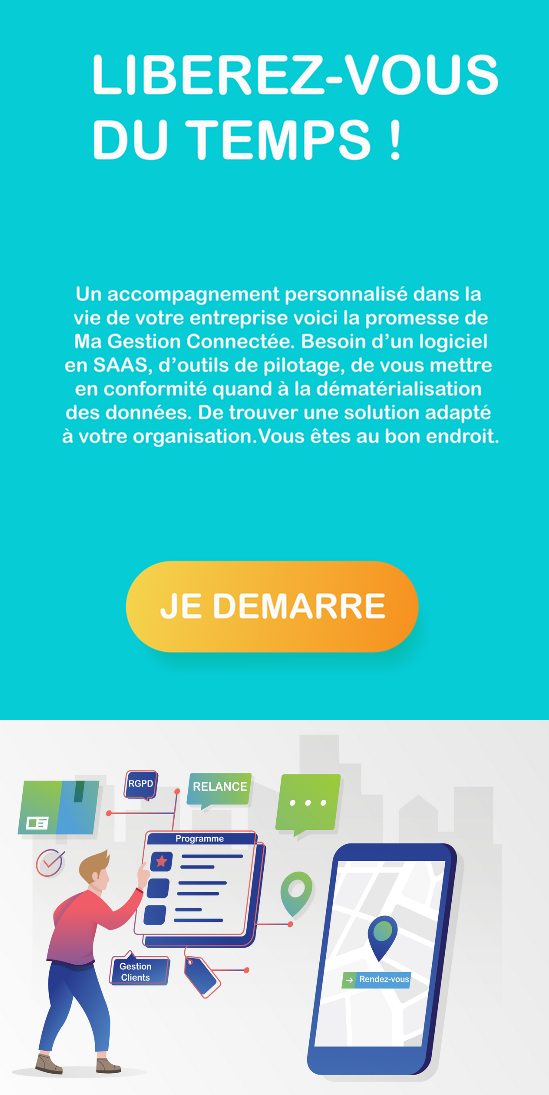 LIBEREZ-VOUS
DU TEMPS !
Un accompagnement personnalisé dans la
vie de votre entreprise voici la promesse de
Ma Gestion Connectée. Besoin d'un logiciel
en SAAS, d'outils de pilotage, de vous mettre
en conformité quand à la dématérialisation
des données. De trouver une solution adapté
à votre organisation.Vous êtes au bon endroit.
JE DEMARRE
RGPD
RELANCE
Programme
Gestion
Clients
Rendez-vous